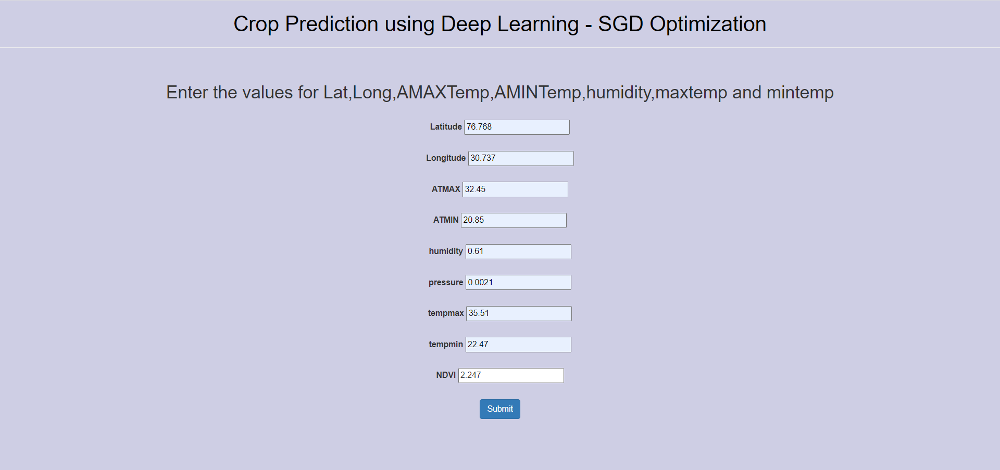 Crop Prediction using Deep Learning - SGD Optimization
Enter the values for Lat,Long,AMAXTemp,AMINTemp,humidity,maxtemp and mintemp
Latitude 76.768
Longitude 30.737
ATMAX 32.45
ATMIN 20.85
humidity 0.61
pressure 0.0021
tempmax 35.51
tempmin 22.47
NDVI 2.247
Submit